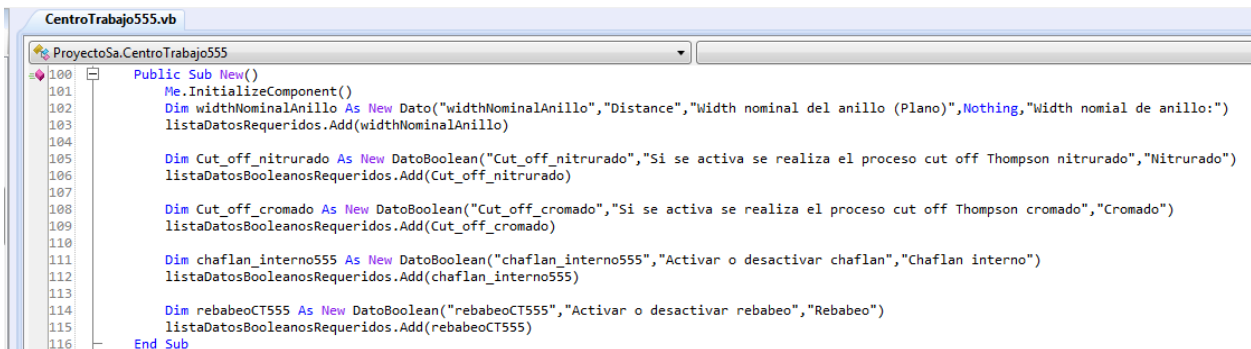 CentroTrabajo555.vb
ProyectoSa.CentroTrabajo555
100 Public Sub New()
101 Me.InitializeComponent()
102 Dim widthNominalAnillo As New Dato("widthNominalAnillo","Distance","Width nominal del anillo (Plano)",Nothing,"Width nomial de anillo:")
103 listaDatosRequeridos.Add(widthNominalAnillo)
104
105 Dim Cut_off_nitrurado As New DatoBoolean("Cut_off_nitrurado","Si se activa se realiza el proceso cut off Thompson nitrurado","Nitrurado")
106 listaDatosBooleanosRequeridos.Add(Cut_off_nitrurado)
107
108 Dim Cut_off_cromado As New DatoBoolean("Cut_off_cromado","Si se activa se realiza el proceso cut off Thompson cromado","Cromado")
109 listaDatosBooleanosRequeridos.Add(Cut_off_cromado)
110
111 Dim chaflan_interno555 As New DatoBoolean("chaflan_interno555","Activar o desactivar chaflan","Chaflan interno")
112 listaDatosBooleanosRequeridos.Add(chaflan_interno555)
113
114 Dim rebabeoCT555 As New DatoBoolean("rebabeoCT555","Activar o desactivar rebabeo","Rebabeo")
115 listaDatosBooleanosRequeridos.Add(rebabeoCT555)
116 End Sub